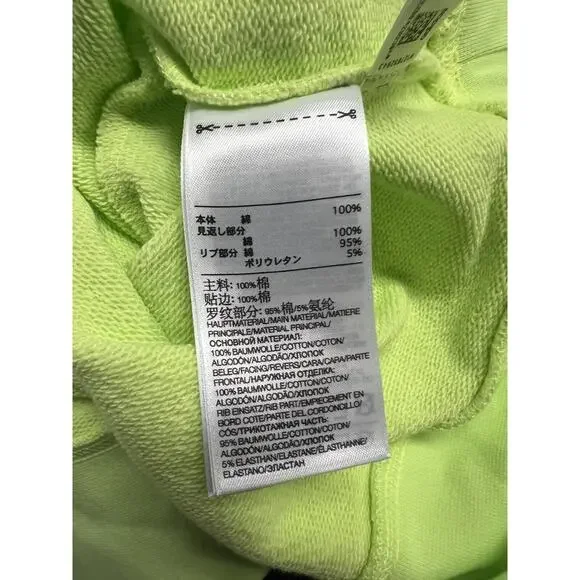 本体 綿 100%
見返し部分
綿 100%
リブ部分 綿 95%
ポリウレタン 5%
主料: 100%棉
贴边: 100%棉
罗纹部分: 95%棉/5%氨纶
HAUPTMATERIAL/MAIN MATERIAL/MATIERE
PRINCIPALE/MATERIAL PRINCIPAL/
ОСНОВНОЙ МАТЕРИАЛ:
100% BAUMWOLLE/COTTON/COTON/
ALGODÓN/ALGODÃO/ХЛОПОК
BELEG/FACING/REVERS/CARA/CARA/PARTE
FRONTAL/НАРУЖНАЯ ОТДЕЛКА:
100% BAUMWOLLE/COTTON/COTON/
ALGODÓN/ALGODÃO/ХЛОПОК
RIB EINSATZ/RIB PART/EMPIECEMENT EN
BORD COTE/PARTE DEL CORDONCILLO/
CÓS/ТРИКОТАЖНАЯ ЧАСТЬ:
95% BAUMWOLLE/COTTON/COTON/
ALGODÓN/ALGODÃO/ХЛОПОК
5% ELASTHAN/ELASTANE/ÉLASTHANNE/
ELASTANO/ЭЛАСТАН